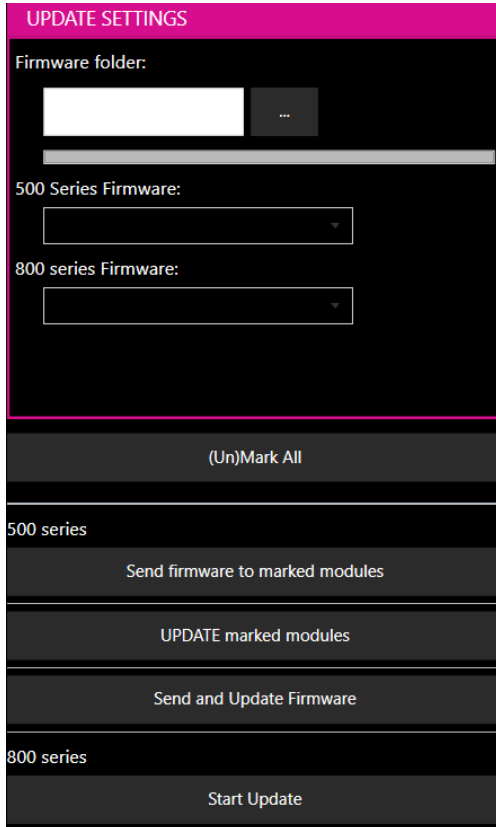 UPDATE SETTINGS
Firmware folder:
...
500 Series Firmware:
800 series Firmware:
(Un)Mark All
500 series
Send firmware to marked modules
UPDATE marked modules
Send and Update Firmware
800 series
Start Update